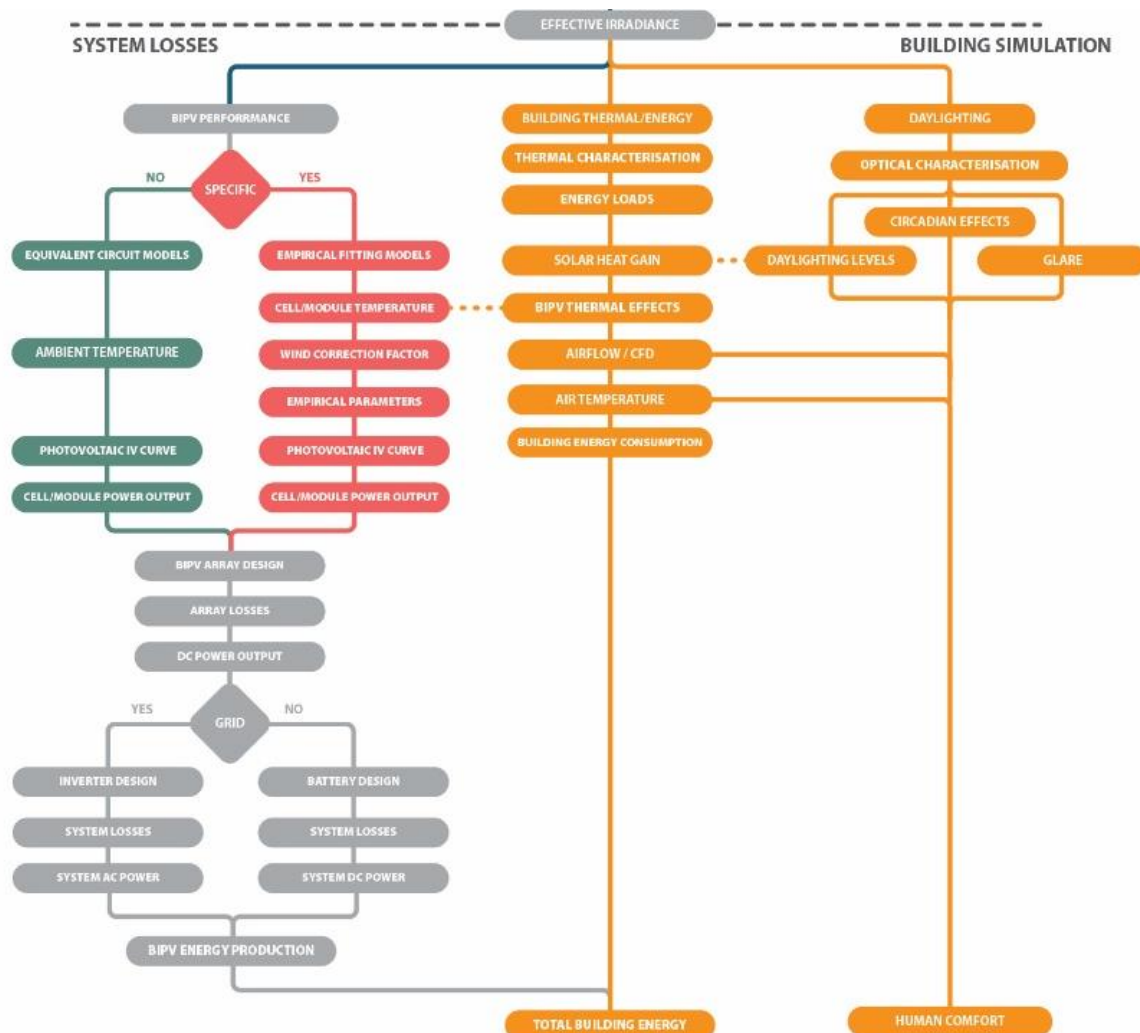 EFFECTIVE IRRADIANCE
SYSTEM LOSSES
BUILDING SIMULATION
BIPV PERFORRMANCE
NO
YES
SPECIFIC
EQUIVALENT CIRCUIT MODELS
AMBIENT TEMPERATURE
PHOTOVOLTAIC IV CURVE
CELL/MODULE POWER OUTPUT
EMPIRICAL FITTING MODELS
CELL/MODULE TEMPERATURE
WIND CORRECTION FACTOR
EMPIRICAL PARAMETERS
PHOTOVOLTAIC IV CURVE
CELL/MODULE POWER OUTPUT
BIPV ARRAY DESIGN
ARRAY LOSSES
DC POWER OUTPUT
YES
NO
GRID
INVERTER DESIGN
SYSTEM LOSSES
SYSTEM AC POWER
BATTERY DESIGN
SYSTEM LOSSES
SYSTEM DC POWER
BIPV ENERGY PRODUCTION
BUILDING THERMAL/ENERGY
THERMAL CHARACTERISATION
ENERGY LOADS
SOLAR HEAT GAIN
BIPV THERMAL EFFECTS
AIRFLOW / CFD
AIR TEMPERATURE
BUILDING ENERGY CONSUMPTION
TOTAL BUILDING ENERGY
DAYLIGHTING
OPTICAL CHARACTERISATION
CIRCADIAN EFFECTS
DAYLIGHTING LEVELS
GLARE
HUMAN COMFORT